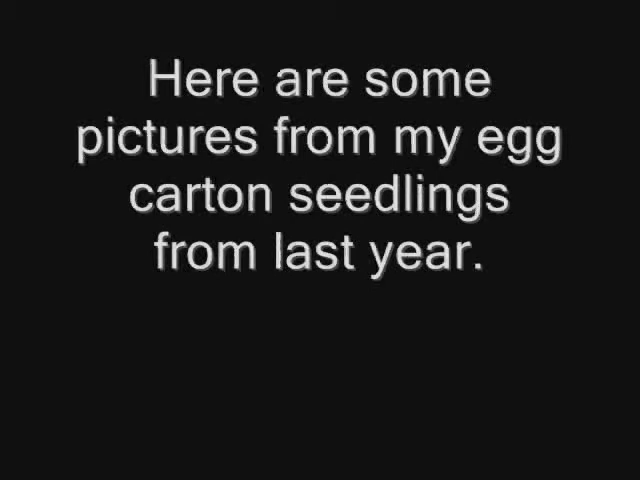 Here are some
pictures from my egg
carton seedlings
from last year.